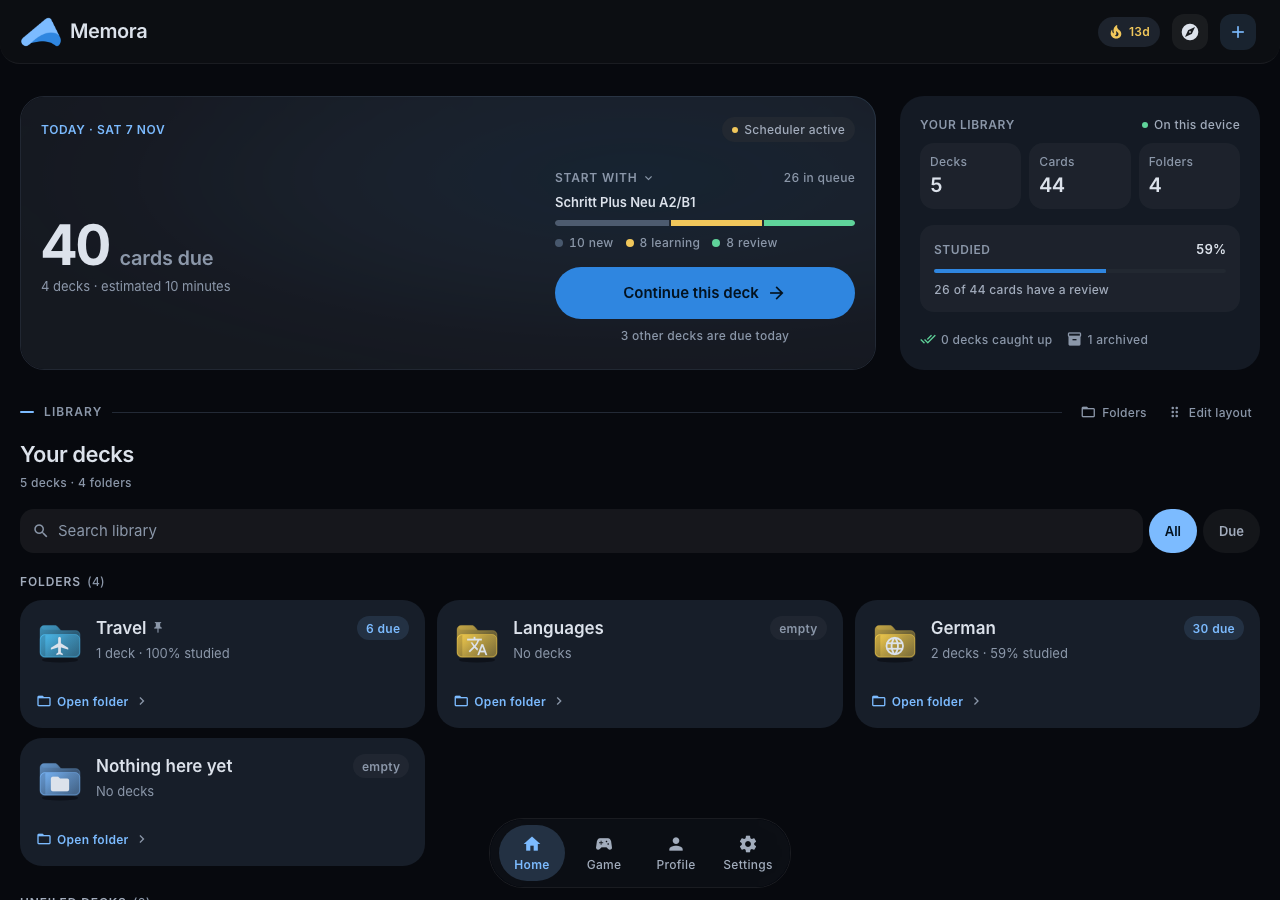 Memora
13d
TODAY · SAT 7 NOV
Scheduler active
40 cards due
4 decks · estimated 10 minutes
START WITH
26 in queue
Schritt Plus Neu A2/B1
10 new
8 learning
8 review
Continue this deck
3 other decks are due today
YOUR LIBRARY
On this device
Decks
5
Cards
44
Folders
4
STUDIED
59%
26 of 44 cards have a review
0 decks caught up
1 archived
LIBRARY
Folders
Edit layout
Your decks
5 decks · 4 folders
Search library
All
Due
FOLDERS (4)
Travel
6 due
1 deck · 100% studied
Open folder
Languages
empty
No decks
Open folder
German
30 due
2 decks · 59% studied
Open folder
Nothing here yet
empty
No decks
Open folder
Home
Game
Profile
Settings